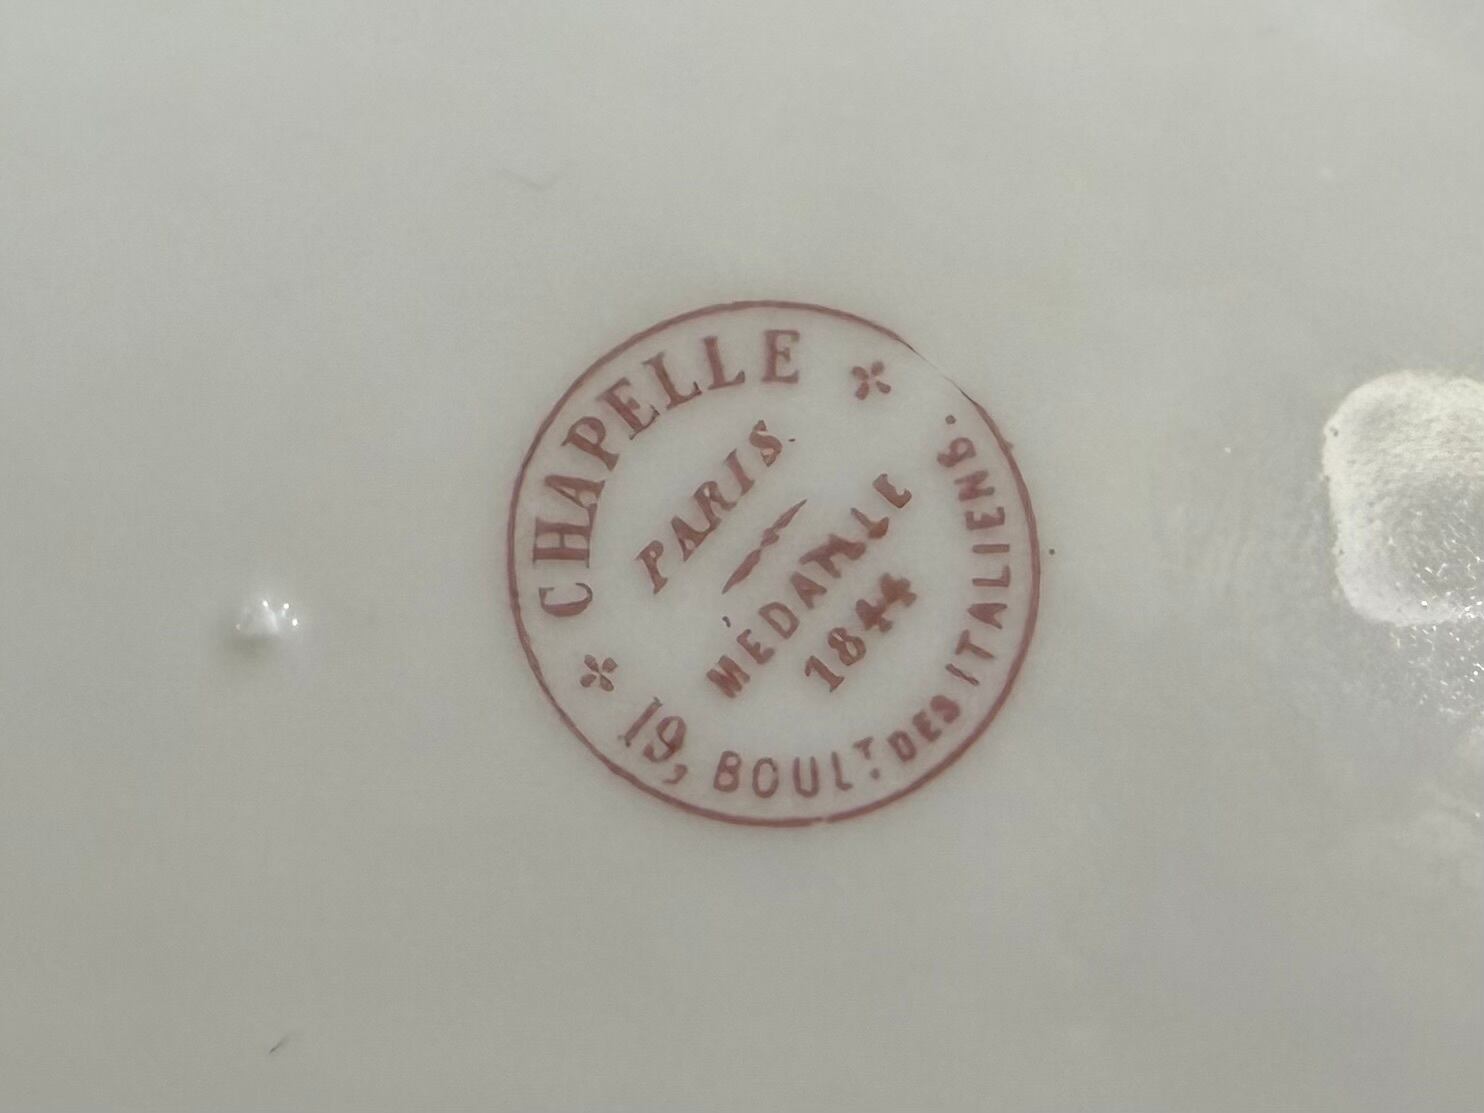 CHAPELLE
PARIS.
MÉDAILLE
1844
19, BOULT. DES ITALIENS.